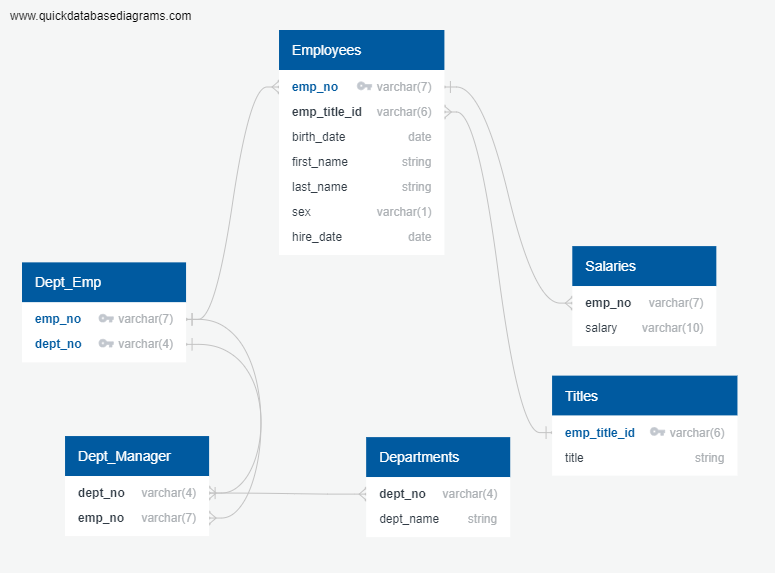 www.quickdatabasediagrams.com
Employees
emp_no varchar(7)
emp_title_id varchar(6)
birth_date date
first_name string
last_name string
sex varchar(1)
hire_date date
Dept_Emp
emp_no varchar(7)
dept_no varchar(4)
Salaries
emp_no varchar(7)
salary varchar(10)
Titles
emp_title_id varchar(6)
title string
Dept_Manager
dept_no varchar(4)
emp_no varchar(7)
Departments
dept_no varchar(4)
dept_name string